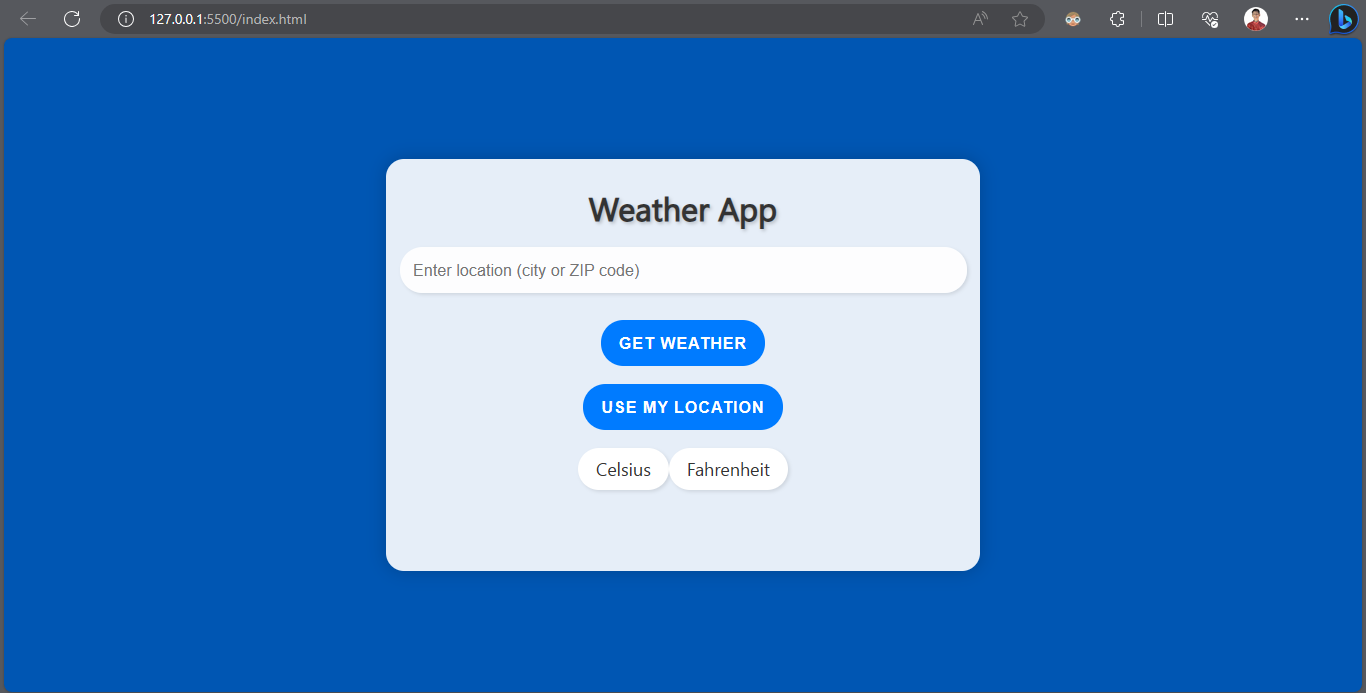 127.0.0.1:5500/index.html
Weather App
Enter location (city or ZIP code)
GET WEATHER
USE MY LOCATION
Celsius Fahrenheit